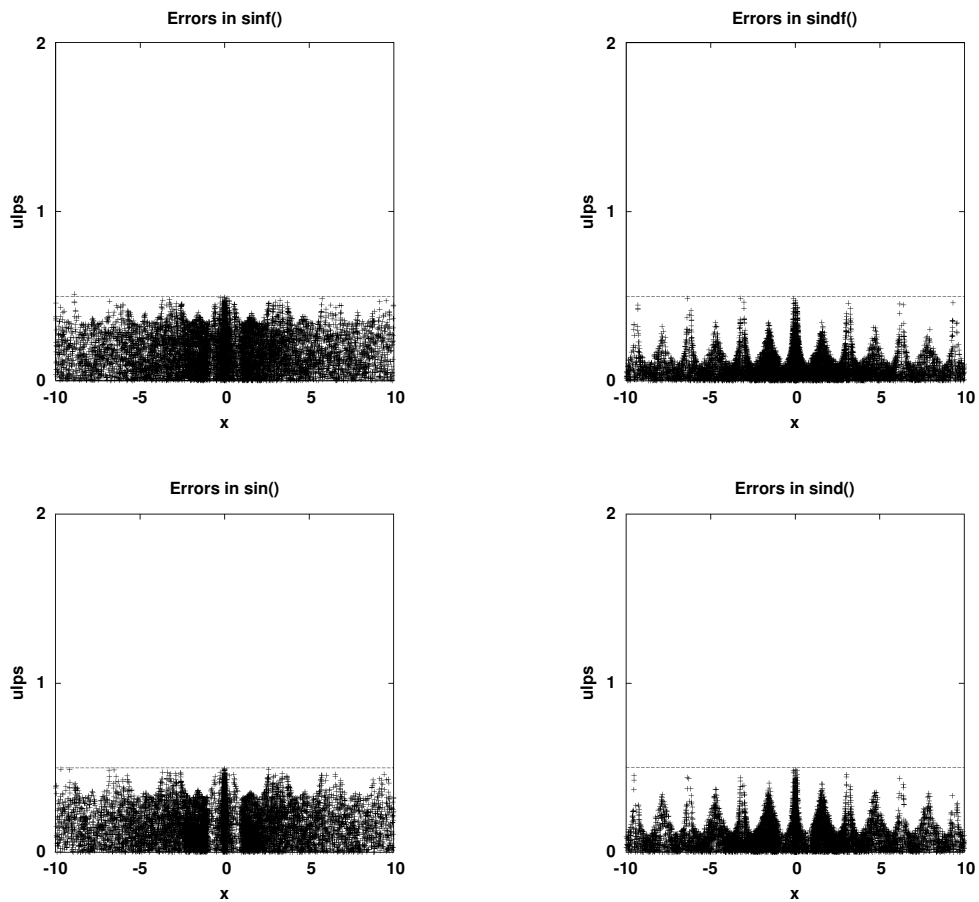 Errors in sinf()
2
1
0
ulps
-10 -5 0 5 10
x
Errors in sindf()
2
1
0
ulps
-10 -5 0 5 10
x
Errors in sin()
2
1
0
ulps
-10 -5 0 5 10
x
Errors in sind()
2
1
0
ulps
-10 -5 0 5 10
x